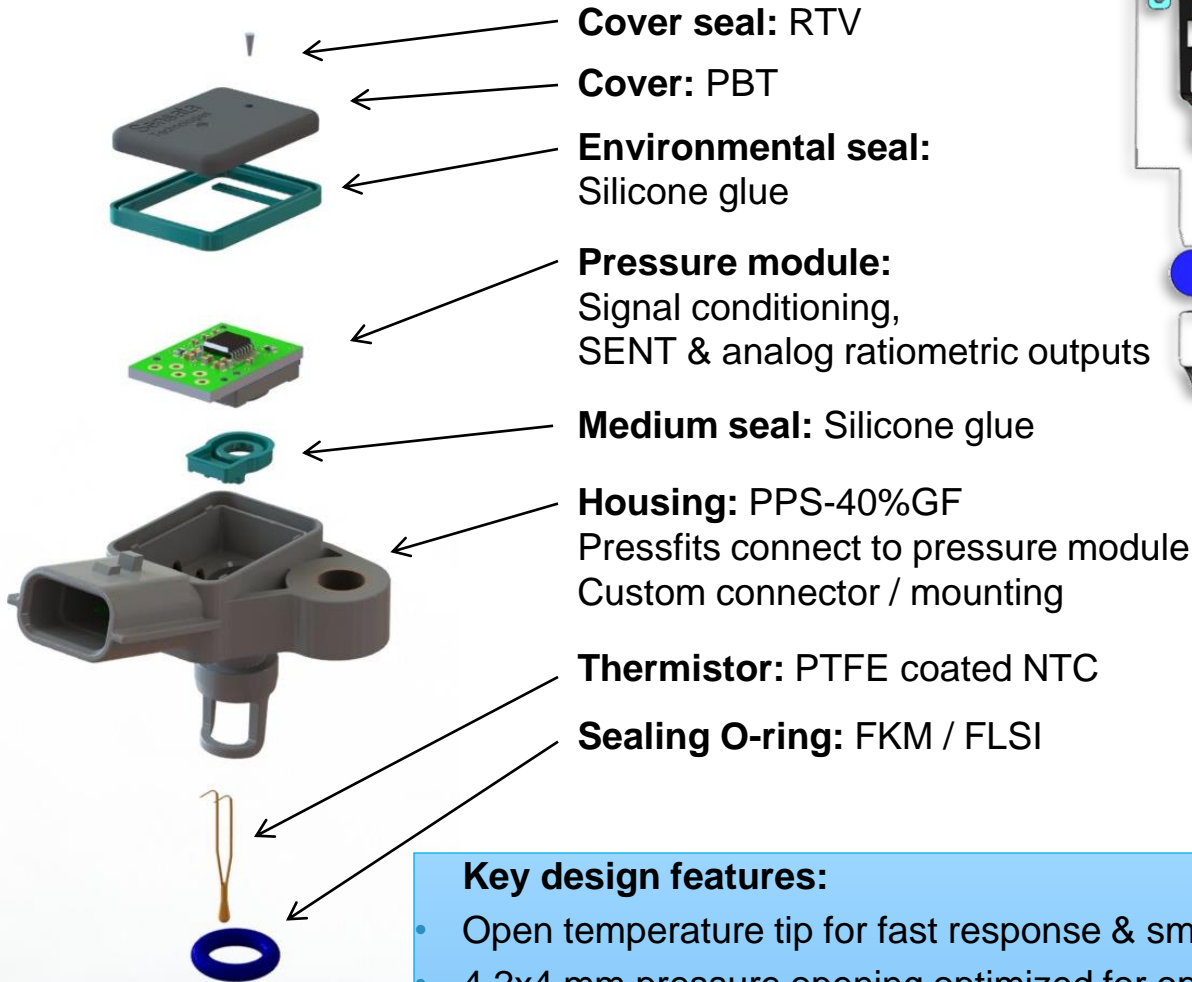 Cover seal: RTV
Cover: PBT
Sensata
Technologies
Environmental seal:
Silicone glue
Pressure module:
Signal conditioning,
SENT & analog ratiometric outputs
Medium seal: Silicone glue
Housing: PPS-40%GF
Pressfits connect to pressure module
Custom connector / mounting
Thermistor: PTFE coated NTC
Sealing O-ring: FKM / FLSI
Key design features:
• Open temperature tip for fast response &